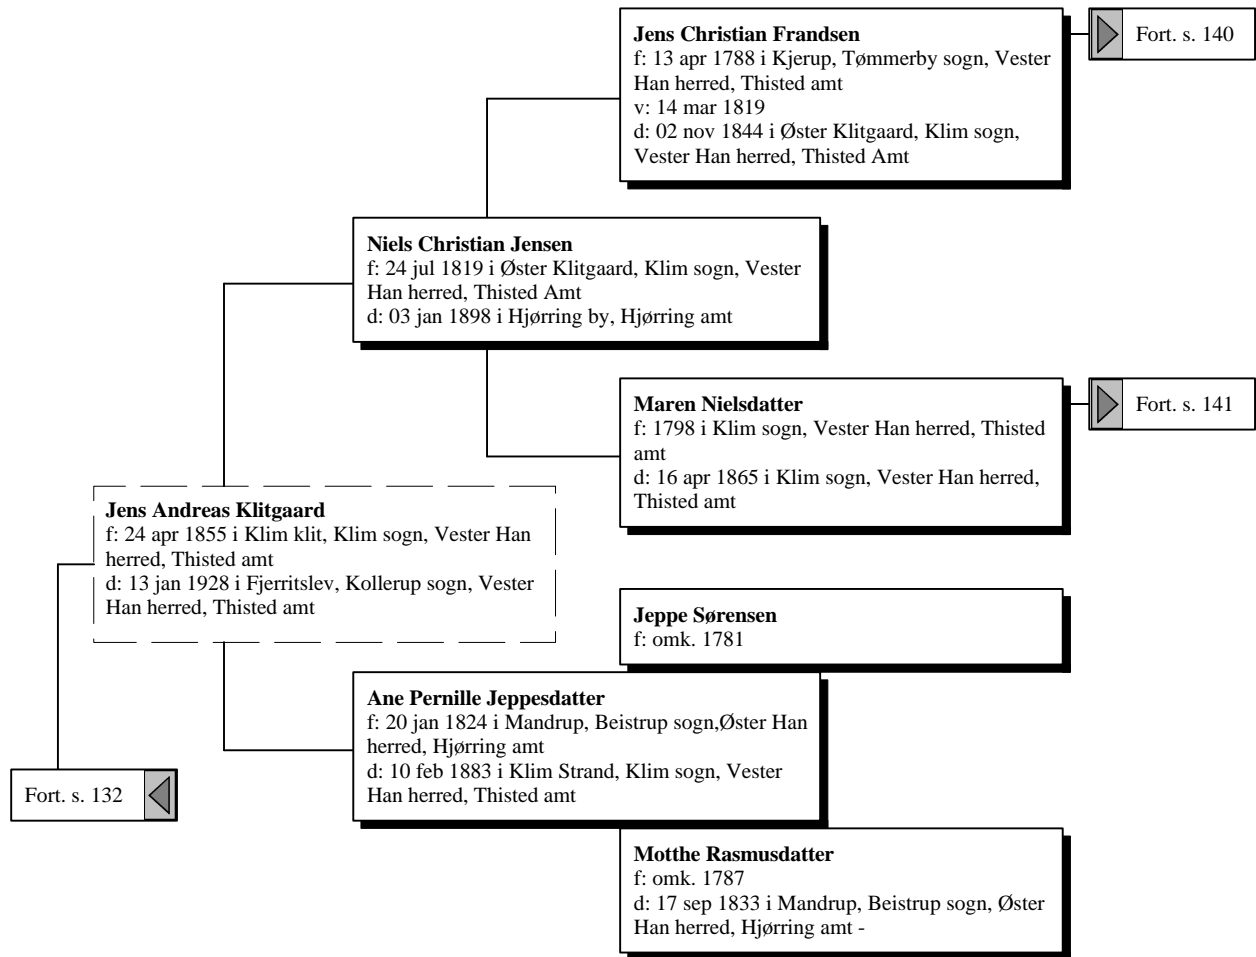 Jens Christian Frandsen
f: 13 apr 1788 i Kjerup, Tømmerby sogn, Vester
Han herred, Thisted amt
v: 14 mar 1819
d: 02 nov 1844 i Øster Klitgaard, Klim sogn,
Vester Han herred, Thisted Amt
Fort. s. 140
Niels Christian Jensen
f: 24 jul 1819 i Øster Klitgaard, Klim sogn, Vester
Han herred, Thisted Amt
d: 03 jan 1898 i Hjørring by, Hjørring amt
Maren Nielsdatter
f: 1798 i Klim sogn, Vester Han herred, Thisted
amt
d: 16 apr 1865 i Klim sogn, Vester Han herred,
Thisted amt
Fort. s. 141
Jens Andreas Klitgaard
f: 24 apr 1855 i Klim klit, Klim sogn, Vester Han
herred, Thisted amt
d: 13 jan 1928 i Fjerritslev, Kollerup sogn, Vester
Han herred, Thisted amt
Jeppe Sørensen
f: omk. 1781
Ane Pernille Jeppesdatter
f: 20 jan 1824 i Mandrup, Beistrup sogn,Øster Han
herred, Hjørring amt
d: 10 feb 1883 i Klim Strand, Klim sogn, Vester
Han herred, Thisted amt
Fort. s. 132
Motthe Rasmusdatter
f: omk. 1787
d: 17 sep 1833 i Mandrup, Beistrup sogn, Øster
Han herred, Hjørring amt -